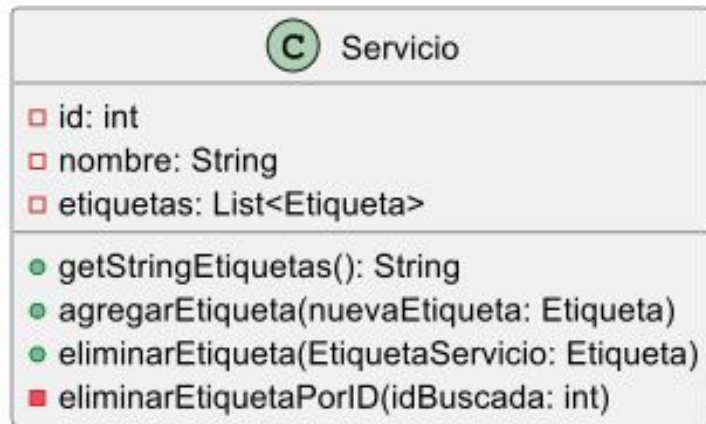 C Servicio
id: int
nombre: String
etiquetas: List<Etiqueta>
getStringEtiquetas(): String
agregarEtiqueta(nuevaEtiqueta: Etiqueta)
eliminarEtiqueta(EtiquetaServicio: Etiqueta)
eliminarEtiquetaPorID(idBuscada: int)